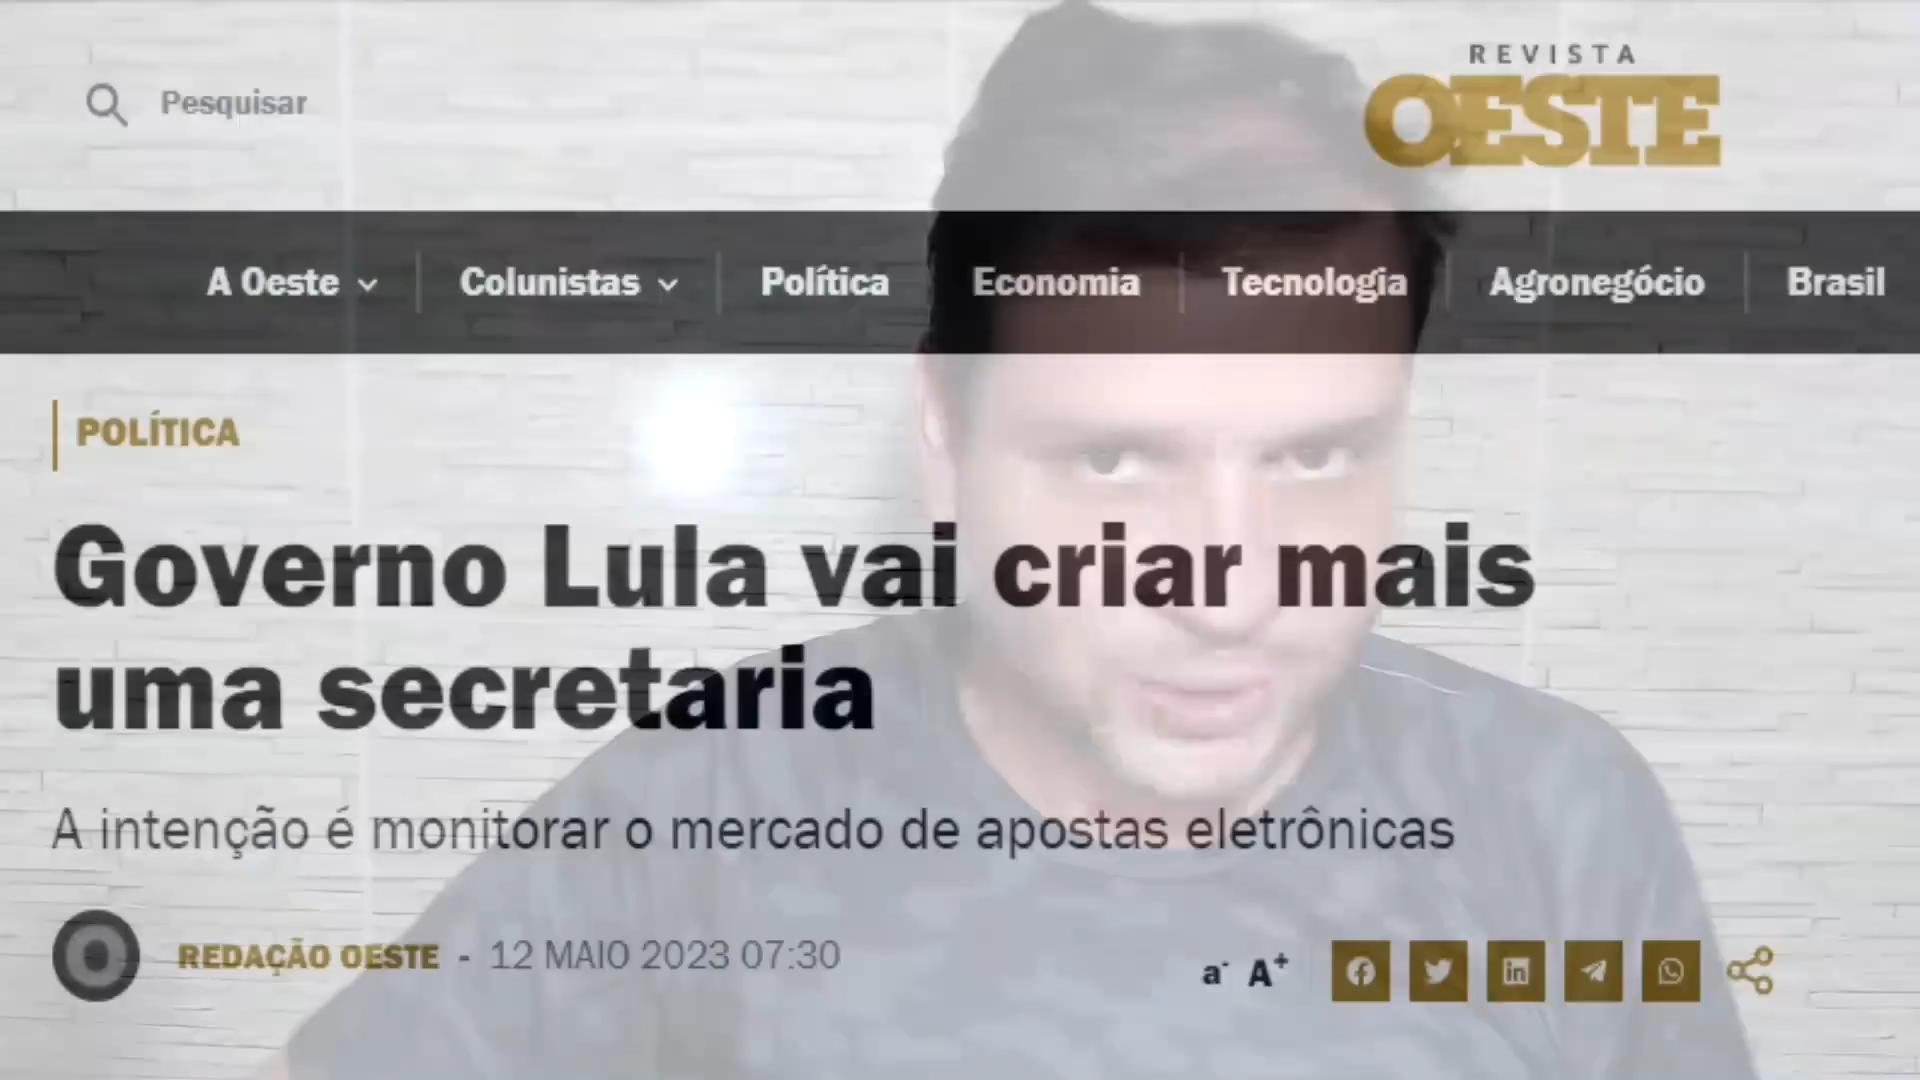 REVISTA
OESTE
Pesquisar
A Oeste
Colunistas
Política
Economia
Tecnologia
Agronegócio
Brasil
POLÍTICA
Governo Lula vai criar mais
uma secretaria
A intenção é monitorar o mercado de apostas eletrônicas
REDAÇÃO OESTE - 12 MAIO 2023 07:30
a- A+